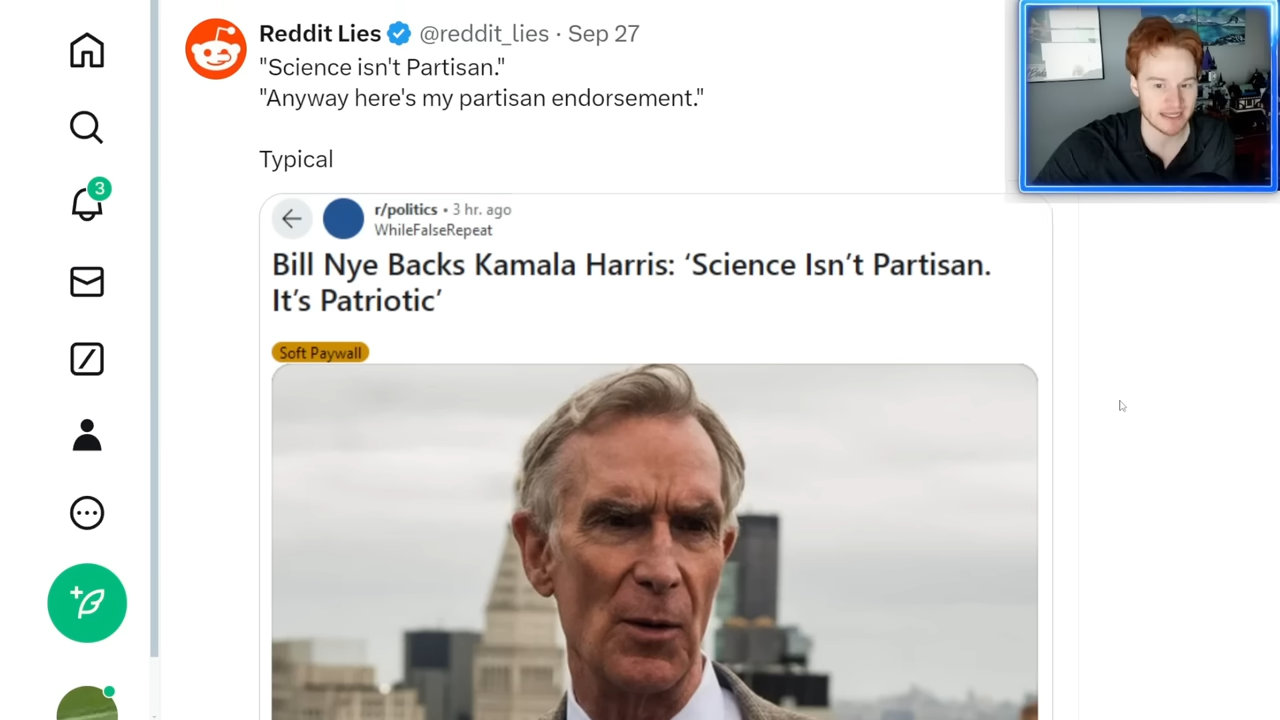 Reddit Lies @reddit_lies · Sep 27
"Science isn't Partisan."
"Anyway here's my partisan endorsement."
Typical
3
r/politics • 3 hr. ago
WhileFalseRepeat
Bill Nye Backs Kamala Harris: ‘Science Isn’t Partisan.
It’s Patriotic’
Soft Paywall